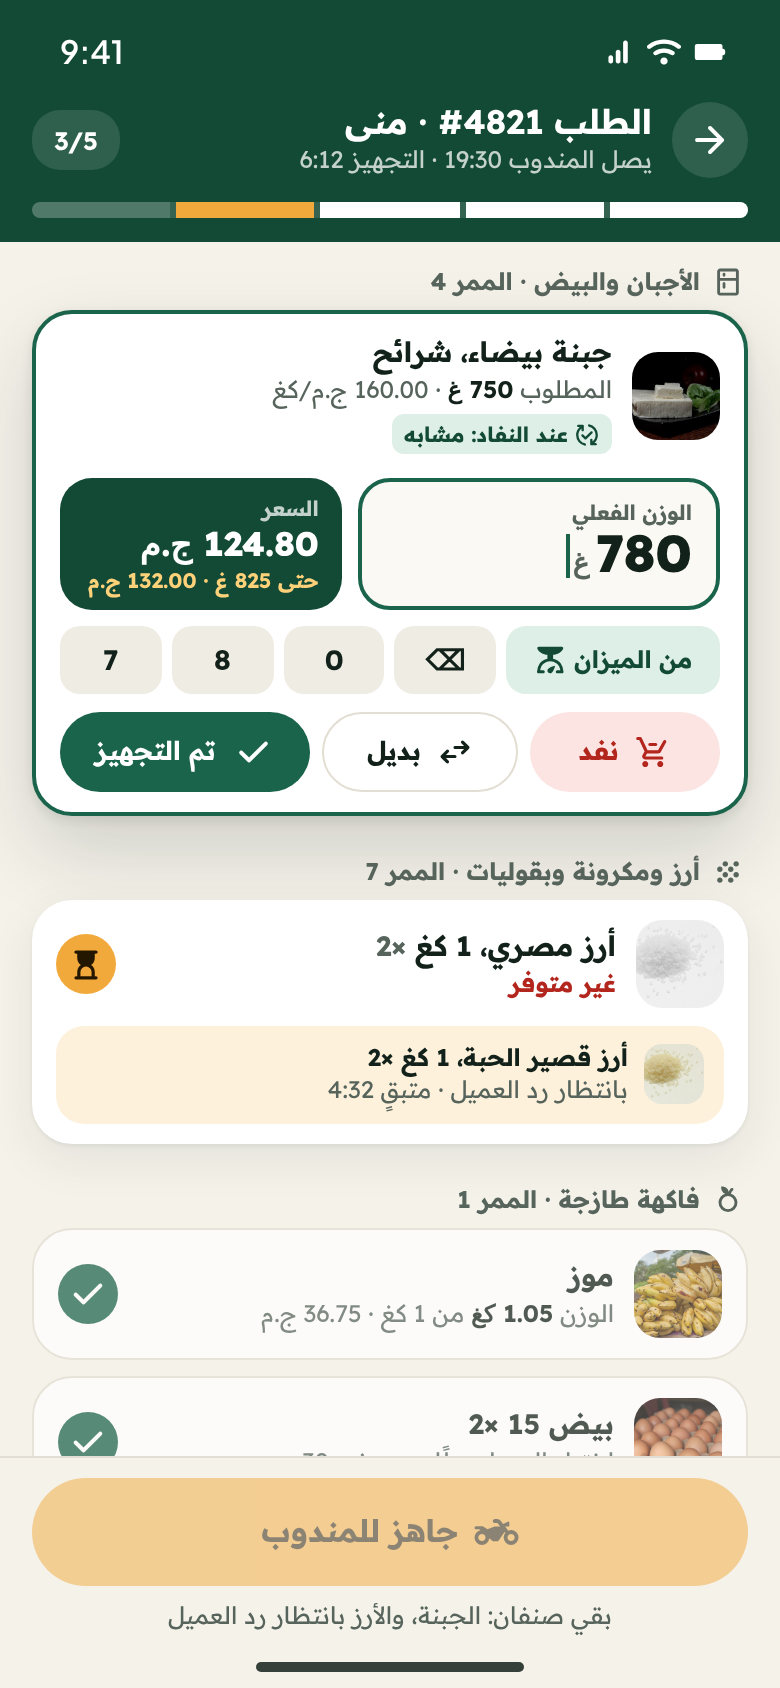 9:41
الطلب #4821 · منى
يصل المندوب 19:30 · التجهيز 6:12
3/5
الأجبان والبيض · الممر 4
جبنة بيضاء، شرائح
المطلوب 750 غ · 160.00 ج.م/كغ
عند النفاد: مشابه
الوزن الفعلي
780 غ
السعر
124.80 ج.م
حتى 825 غ · 132.00 ج.م
من الميزان
0
8
7
نفد
بديل
تم التجهيز
أرز ومكرونة وبقوليات · الممر 7
أرز مصري، 1 كغ ×2
غير متوفر
أرز قصير الحبة، 1 كغ ×2
بانتظار رد العميل · متبقٍ 4:32
فاكهة طازجة · الممر 1
موز
الوزن 1.05 كغ من 1 كغ · 36.75 ج.م
بيض 15 ×2
جاهز للمندوب
بقي صنفان: الجبنة، والأرز بانتظار رد العميل